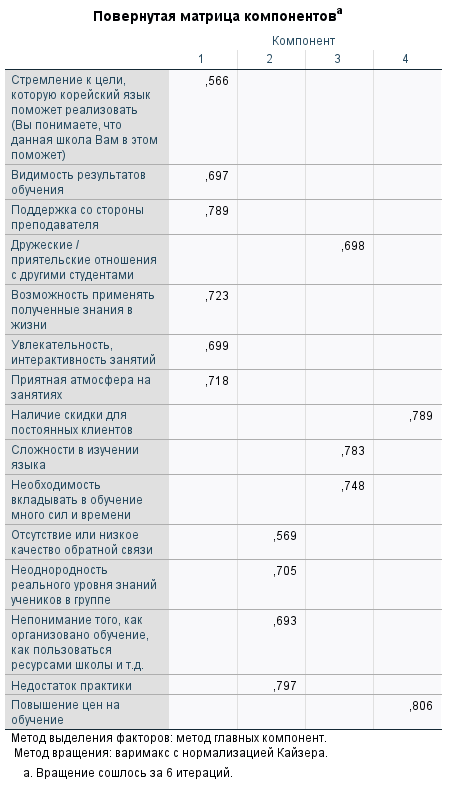 Повернутая матрица компонентовa
Компонент
1 2 3 4
Стремление к цели, ,566
которую корейский язык
поможет реализовать
(Вы понимаете, что
данная школа Вам в этом
поможет)
Видимость результатов ,697
обучения
Поддержка со стороны ,789
преподавателя
Дружеские / ,698
приятельские отношения
с другими студентами
Возможность применять ,723
полученные знания в
жизни
Увлекательность, ,699
интерактивность занятий
Приятная атмосфера на ,718
занятиях
Наличие скидки для ,789
постоянных клиентов
Сложности в изучении ,783
языка
Необходимость ,748
вкладывать в обучение
много сил и времени
Отсутствие или низкое ,569
качество обратной связи
Неоднородность ,705
реального уровня знаний
учеников в группе
Непонимание того, как ,693
организовано обучение,
как пользоваться
ресурсами школы и т.д.
Недостаток практики ,797
Повышение цен на ,806
обучение
Метод выделения факторов: метод главных компонент.
Метод вращения: варимакс с нормализацией Кайзера.
a. Вращение сошлось за 6 итераций.